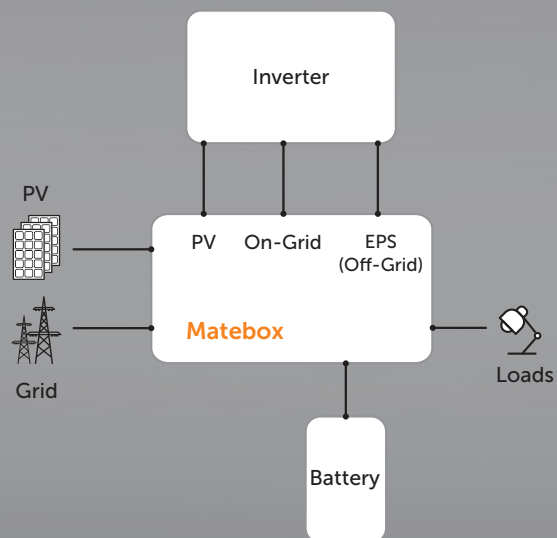 Inverter
PV
PV On-Grid EPS
(Off-Grid)
Matebox
Grid
Loads
Battery